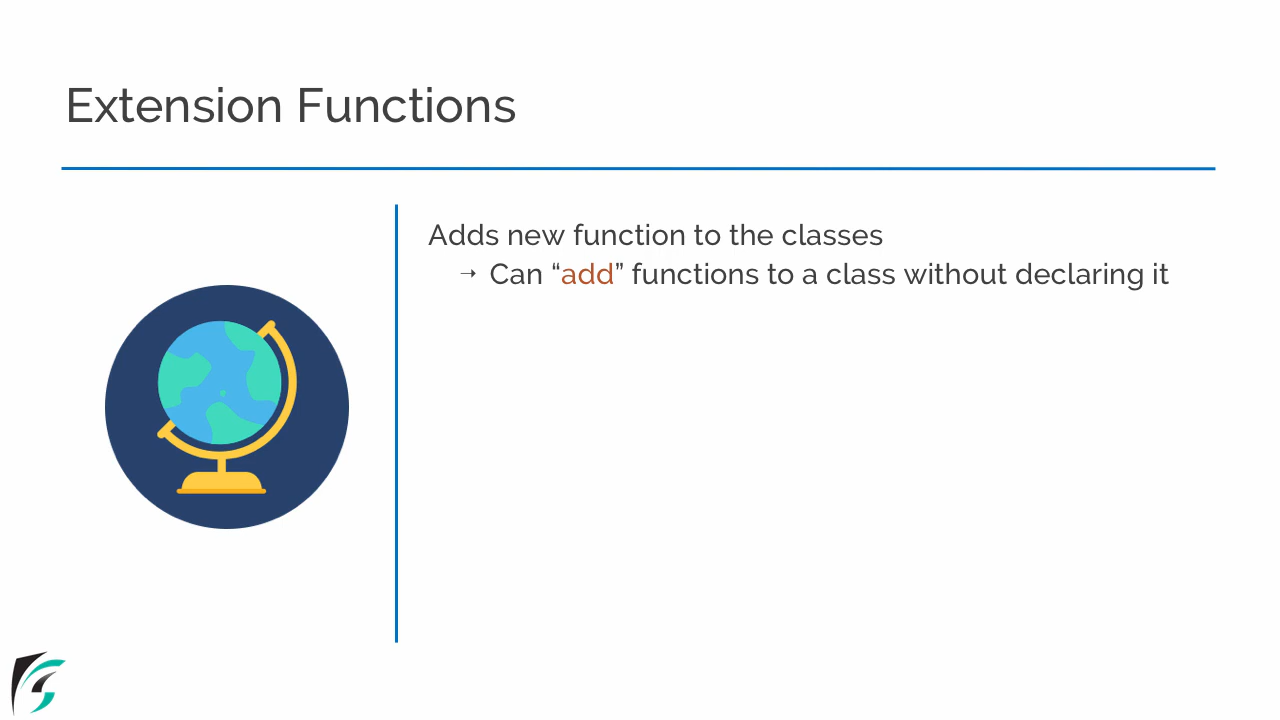 Extension Functions
Adds new function to the classes
➝ Can “add” functions to a class without declaring it